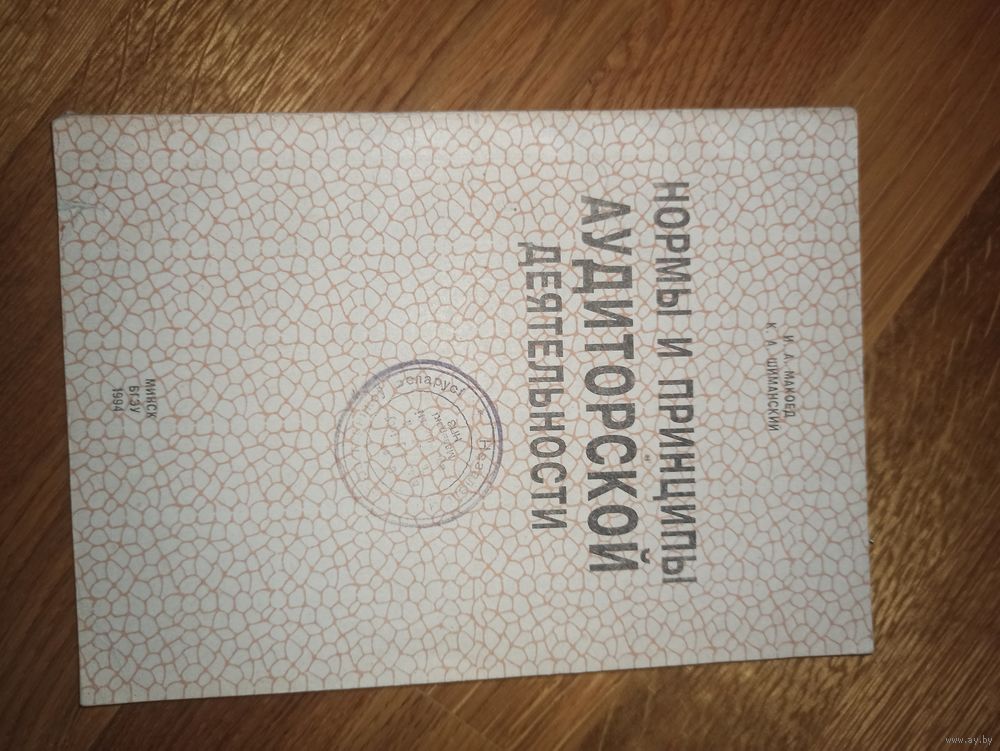 И. А. МАКОЕД
К. Л. ШИМАНСКИЙ
НОРМЫ И ПРИНЦИПЫ
АУДИТОРСКОЙ
ДЕЯТЕЛЬНОСТИ
МИНСК
БГЭУ
1994
www.ay.by